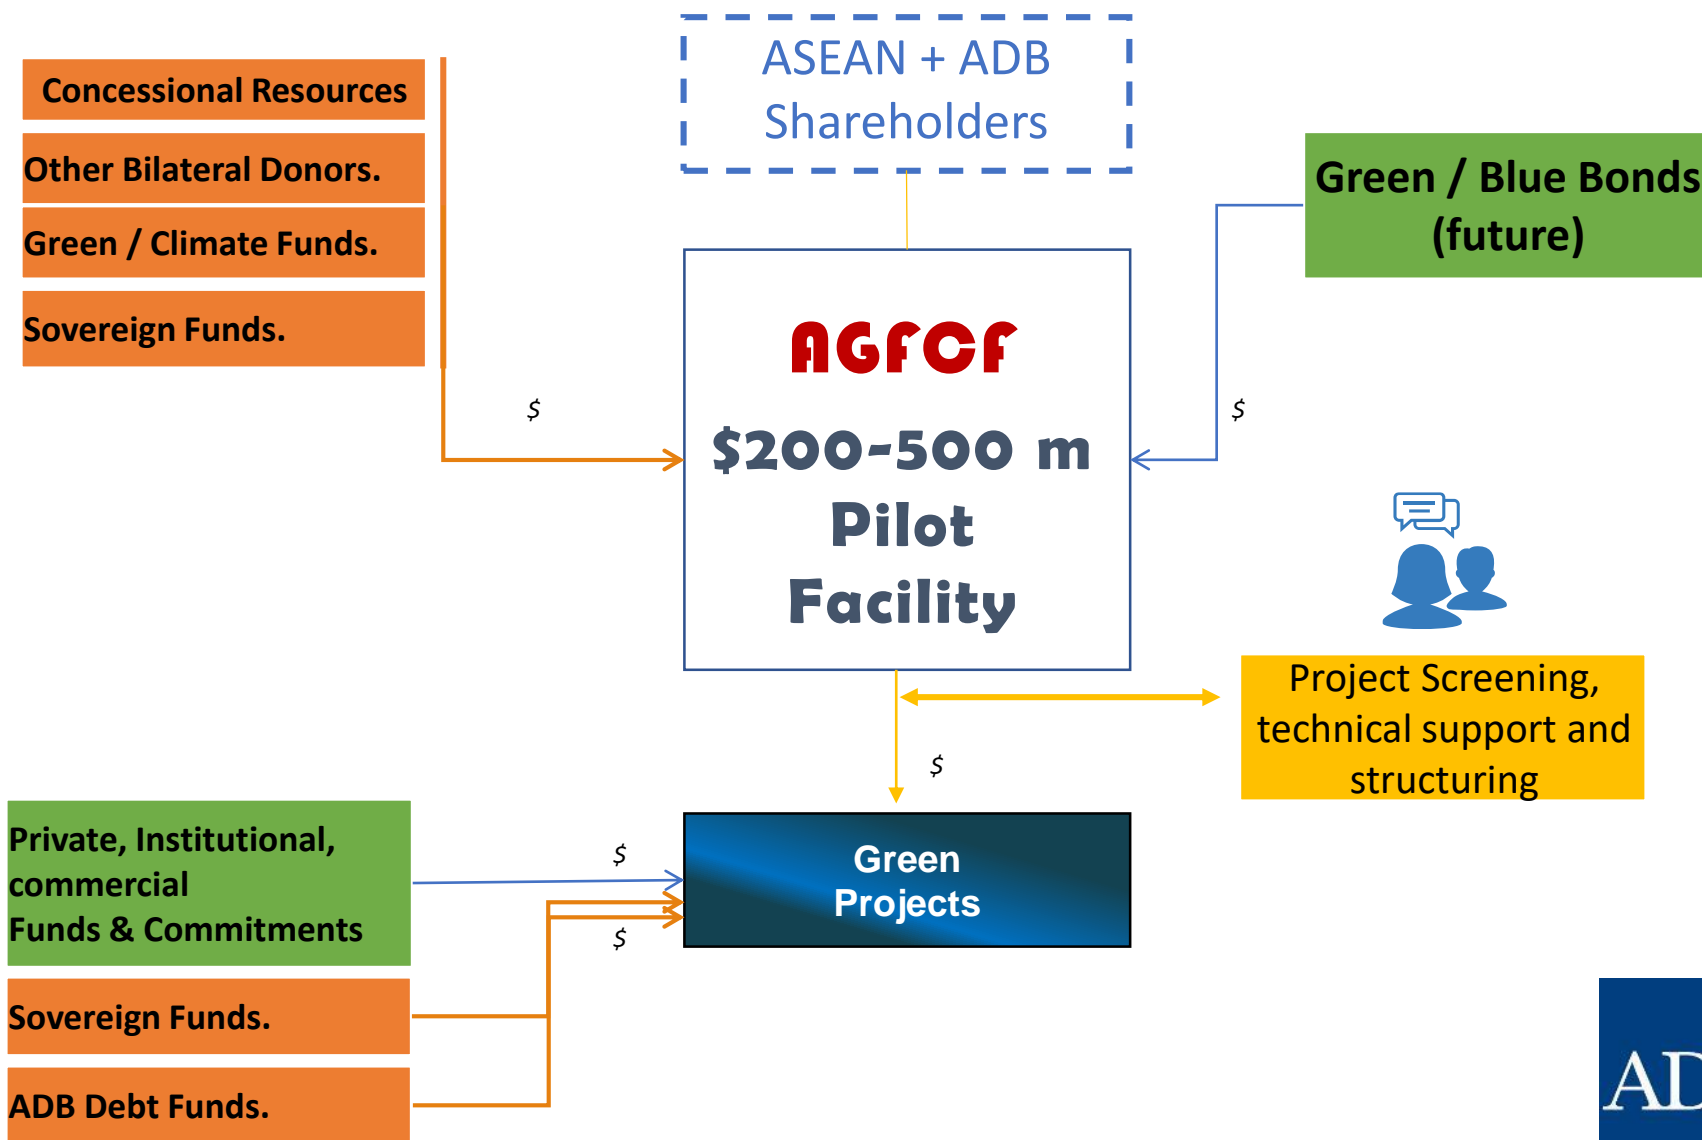 ASEAN + ADB
Shareholders
Concessional Resources
Other Bilateral Donors.
Green / Climate Funds.
Sovereign Funds.
Green / Blue Bonds
(future)
AGFCF
$200-500 m
Pilot
Facility
$
$
Project Screening,
technical support and
structuring
$
Private, Institutional,
commercial
Funds & Commitments
$
$
Green
Projects
Sovereign Funds.
ADB Debt Funds.
AD